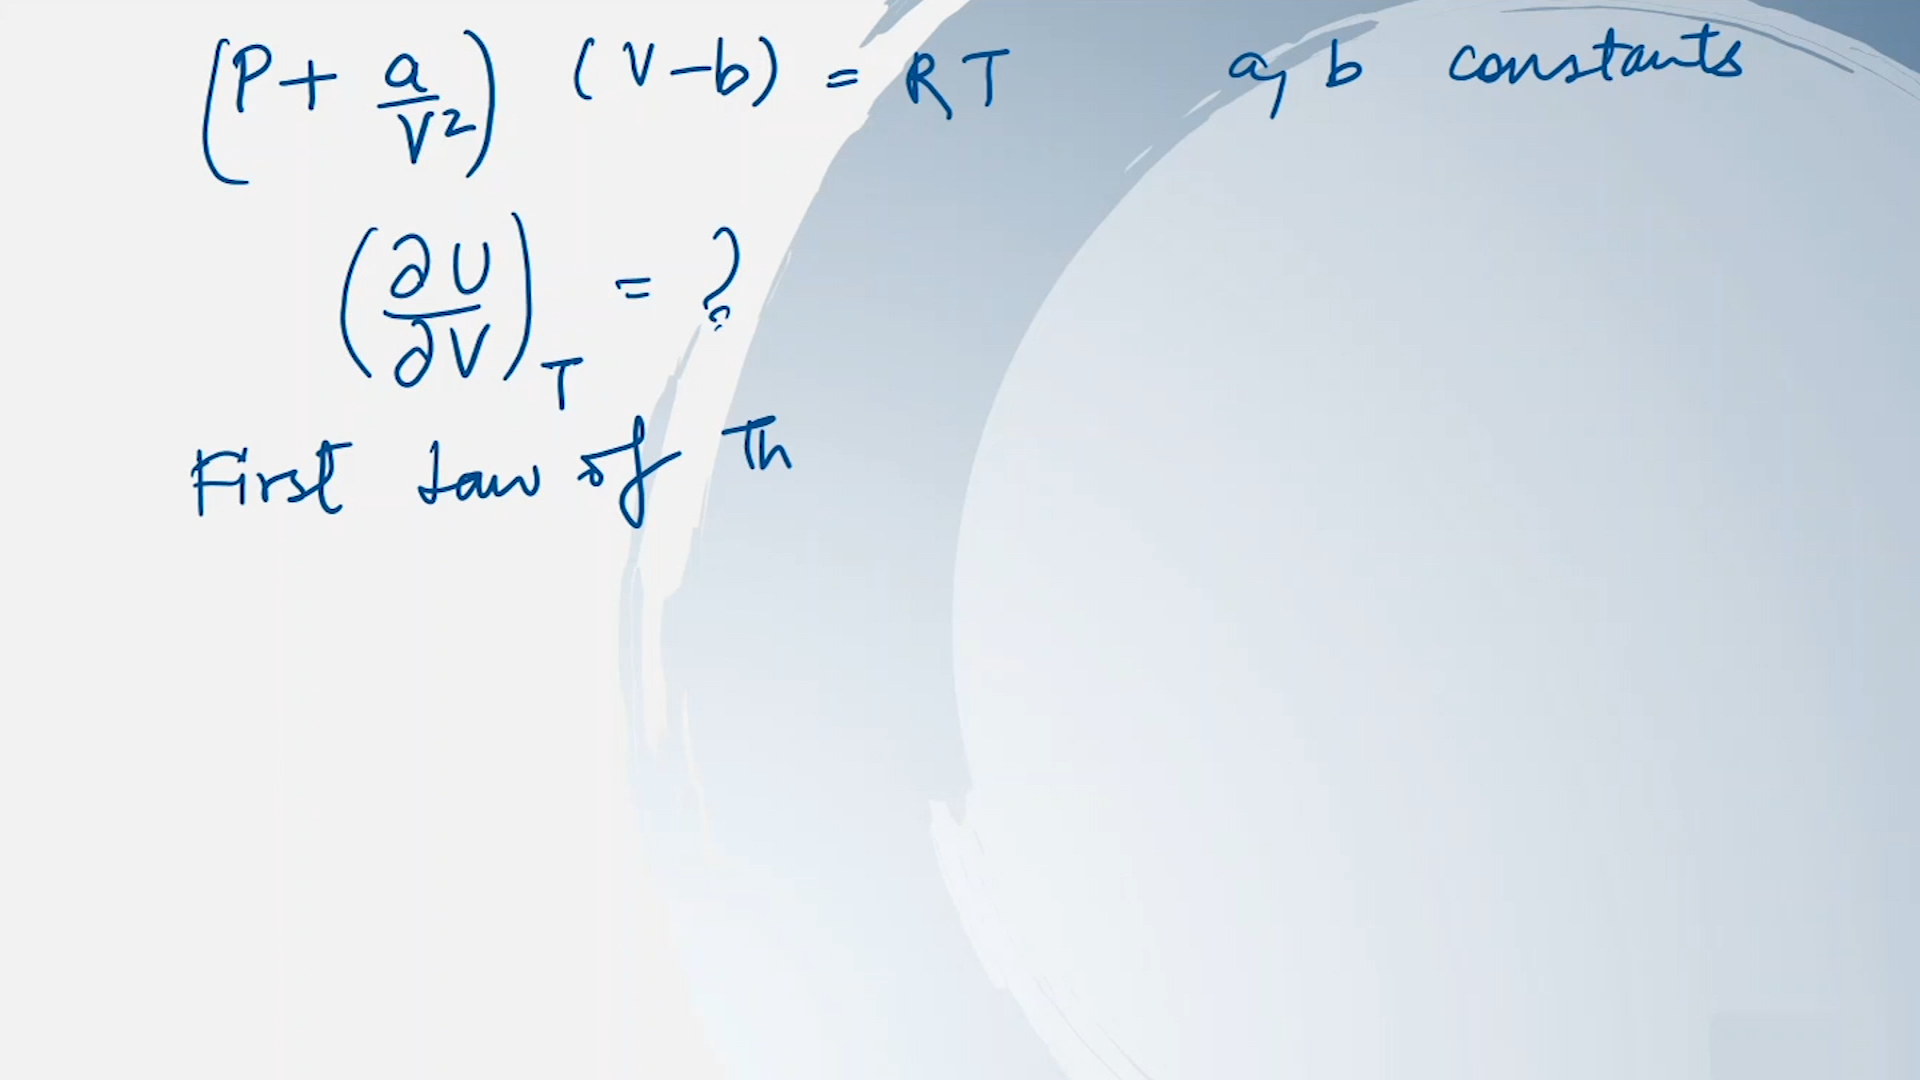 (P + a/V²) (V-b) = RT a, b constants
(∂U/∂V)_T = ?
First Law of Th